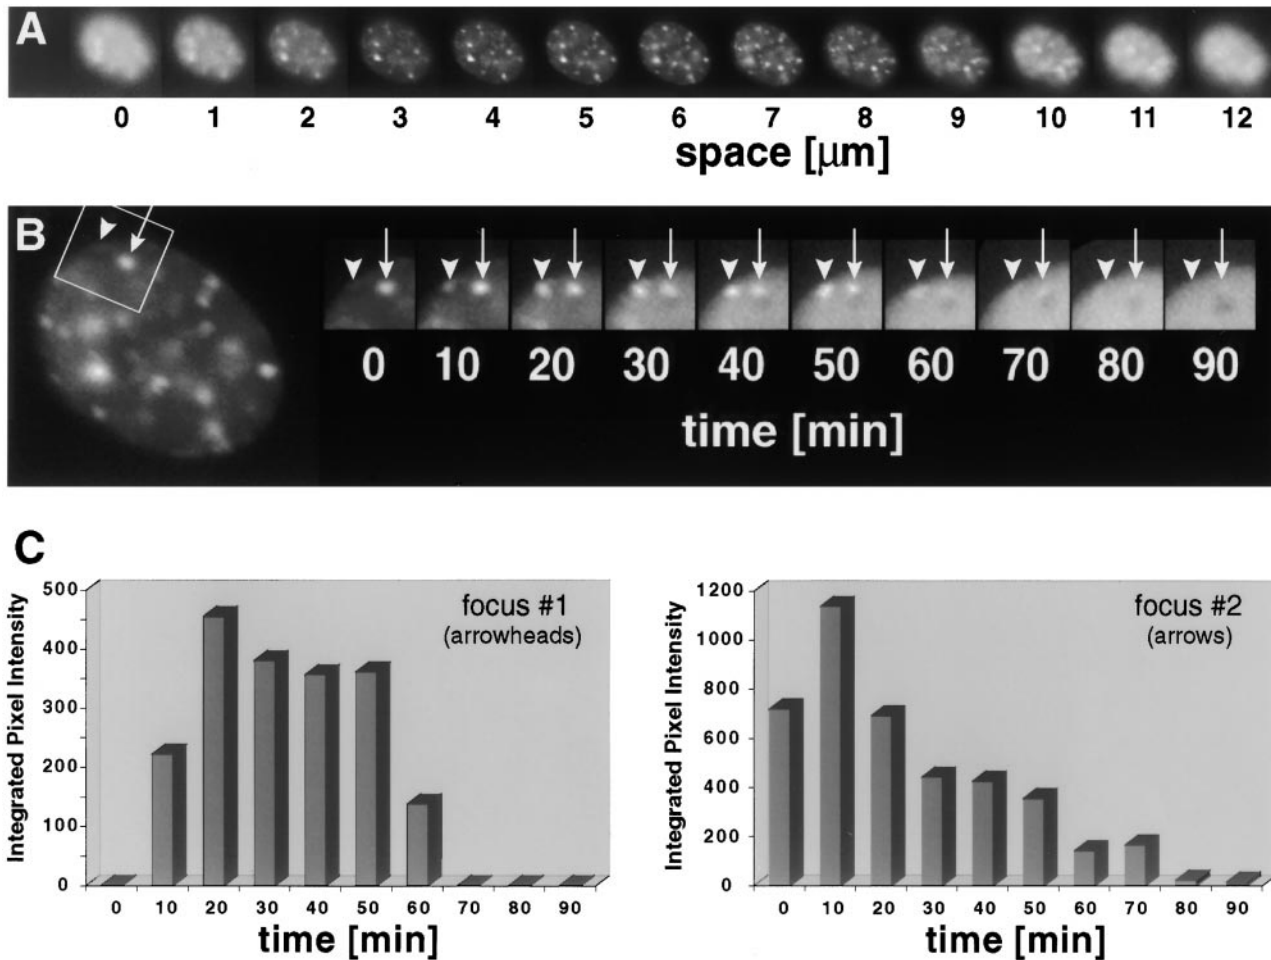 A
0 1 2 3 4 5 6 7 8 9 10 11 12
space [μm]
B
0 10 20 30 40 50 60 70 80 90
time [min]
C
Integrated Pixel Intensity
500
400
300
200
100
0
focus #1
(arrowheads)
0 10 20 30 40 50 60 70 80 90
time [min]
Integrated Pixel Intensity
1200
1000
800
600
400
200
0
focus #2
(arrows)
0 10 20 30 40 50 60 70 80 90
time [min]